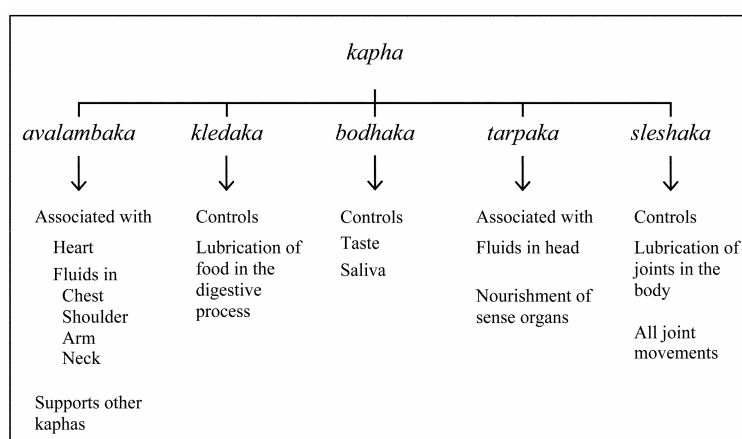 kapha
avalambaka
kledaka
bodhaka
tarpaka
sleshaka
Associated with
Heart
Fluids in
Chest
Shoulder
Arm
Neck
Supports other
kaphas
Controls
Lubrication of
food in the
digestive
process
Controls
Taste
Saliva
Associated with
Fluids in head
Nourishment of
sense organs
Controls
Lubrication of
joints in the
body
All joint
movements